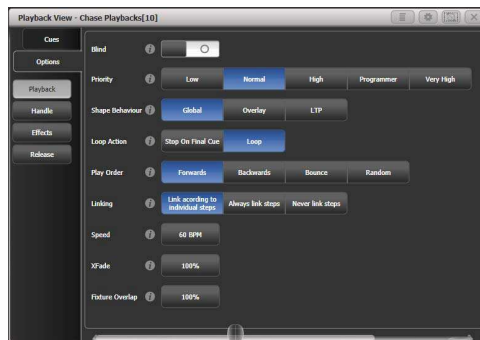 Playback View - Chase Playbacks[10]
Cues
Options
Playback
Handle
Effects
Release
Blind
Priority Low Normal High Programmer Very High
Shape Behaviour Global Overlay LTP
Loop Action Stop On Final Cue Loop
Play Order Forwards Backwards Bounce Random
Linking Link acording to individual steps Always link steps Never link steps
Speed 60 BPM
XFade 100%
Fixture Overlap 100%